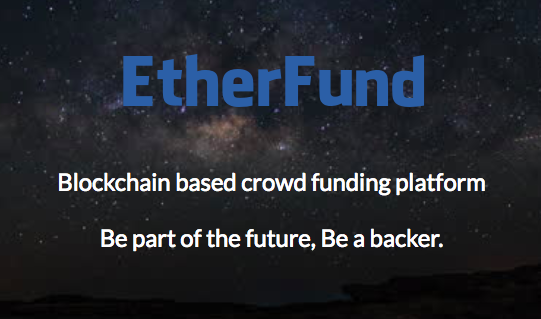 EtherFund
Blockchain based crowd funding platform
Be part of the future, Be a backer.